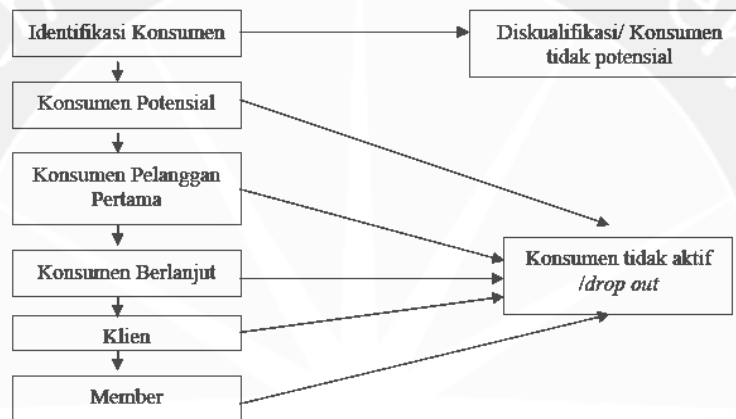 Identifikasi Konsumen
Diskualifikasi/ Konsumen
tidak potensial
Konsumen Potensial
Konsumen Pelanggan
Pertama
Konsumen Berlanjut
Konsumen tidak aktif
/drop out
Klien
Member